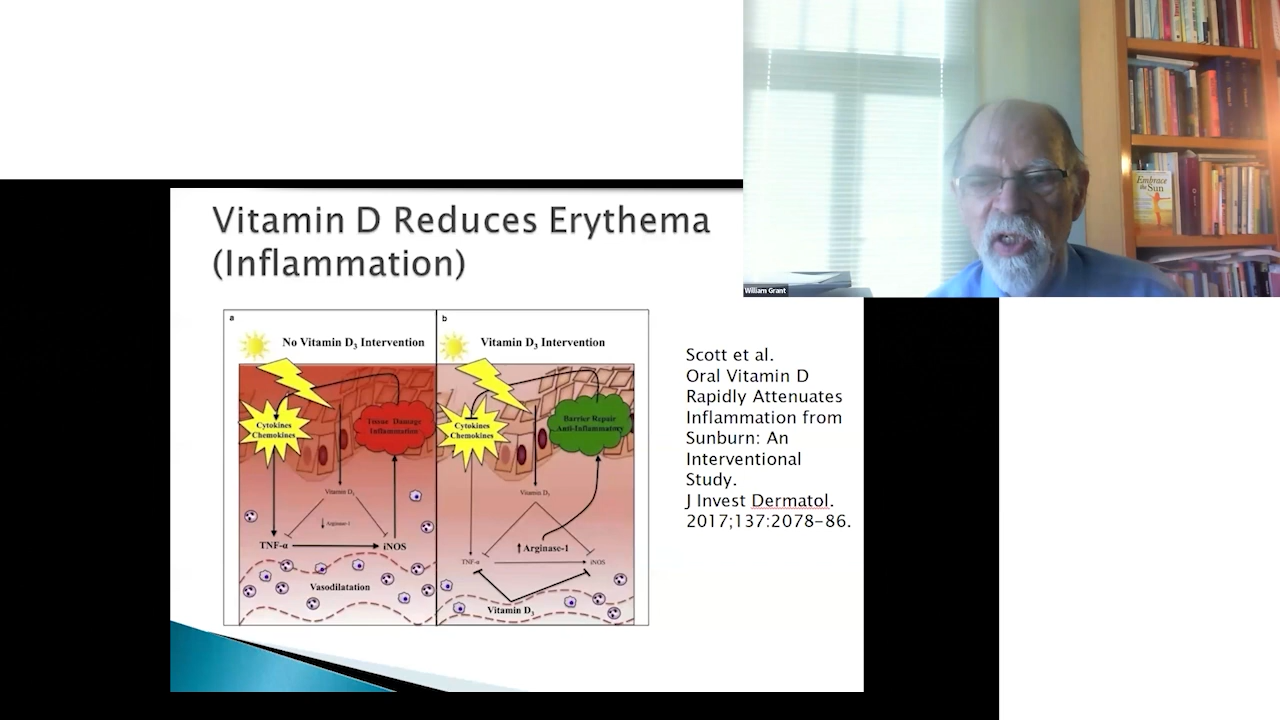 Vitamin D Reduces Erythema
(Inflammation)
a
No Vitamin D3 Intervention
Cytokines
Chemokines
Tissue Damage
Inflammation
Vitamin D3
↓ Arginase-1
TNF-α
iNOS
Vasodilatation
b
Vitamin D3 Intervention
Cytokines
Chemokines
Barrier Repair
Anti-Inflammatory
Vitamin D3
↑ Arginase-1
TNF-α
iNOS
Vitamin D3
Scott et al.
Oral Vitamin D
Rapidly Attenuates
Inflammation from
Sunburn: An
Interventional
Study.
J Invest Dermatol.
2017;137:2078-86.
Embrace
the Sun
William Grant